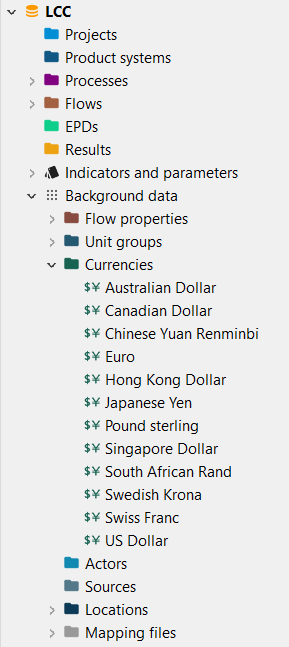 LCC
Projects
Product systems
Processes
Flows
EPDs
Results
Indicators and parameters
Background data
Flow properties
Unit groups
Currencies
$¥ Australian Dollar
$¥ Canadian Dollar
$¥ Chinese Yuan Renminbi
$¥ Euro
$¥ Hong Kong Dollar
$¥ Japanese Yen
$¥ Pound sterling
$¥ Singapore Dollar
$¥ South African Rand
$¥ Swedish Krona
$¥ Swiss Franc
$¥ US Dollar
Actors
Sources
Locations
Mapping files